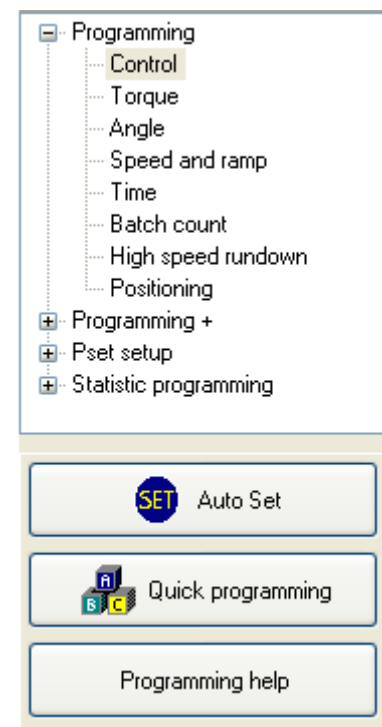 Programming
Control
Torque
Angle
Speed and ramp
Time
Batch count
High speed rundown
Positioning
Programming +
Pset setup
Statistic programming
SET Auto Set
A B C Quick programming
Programming help